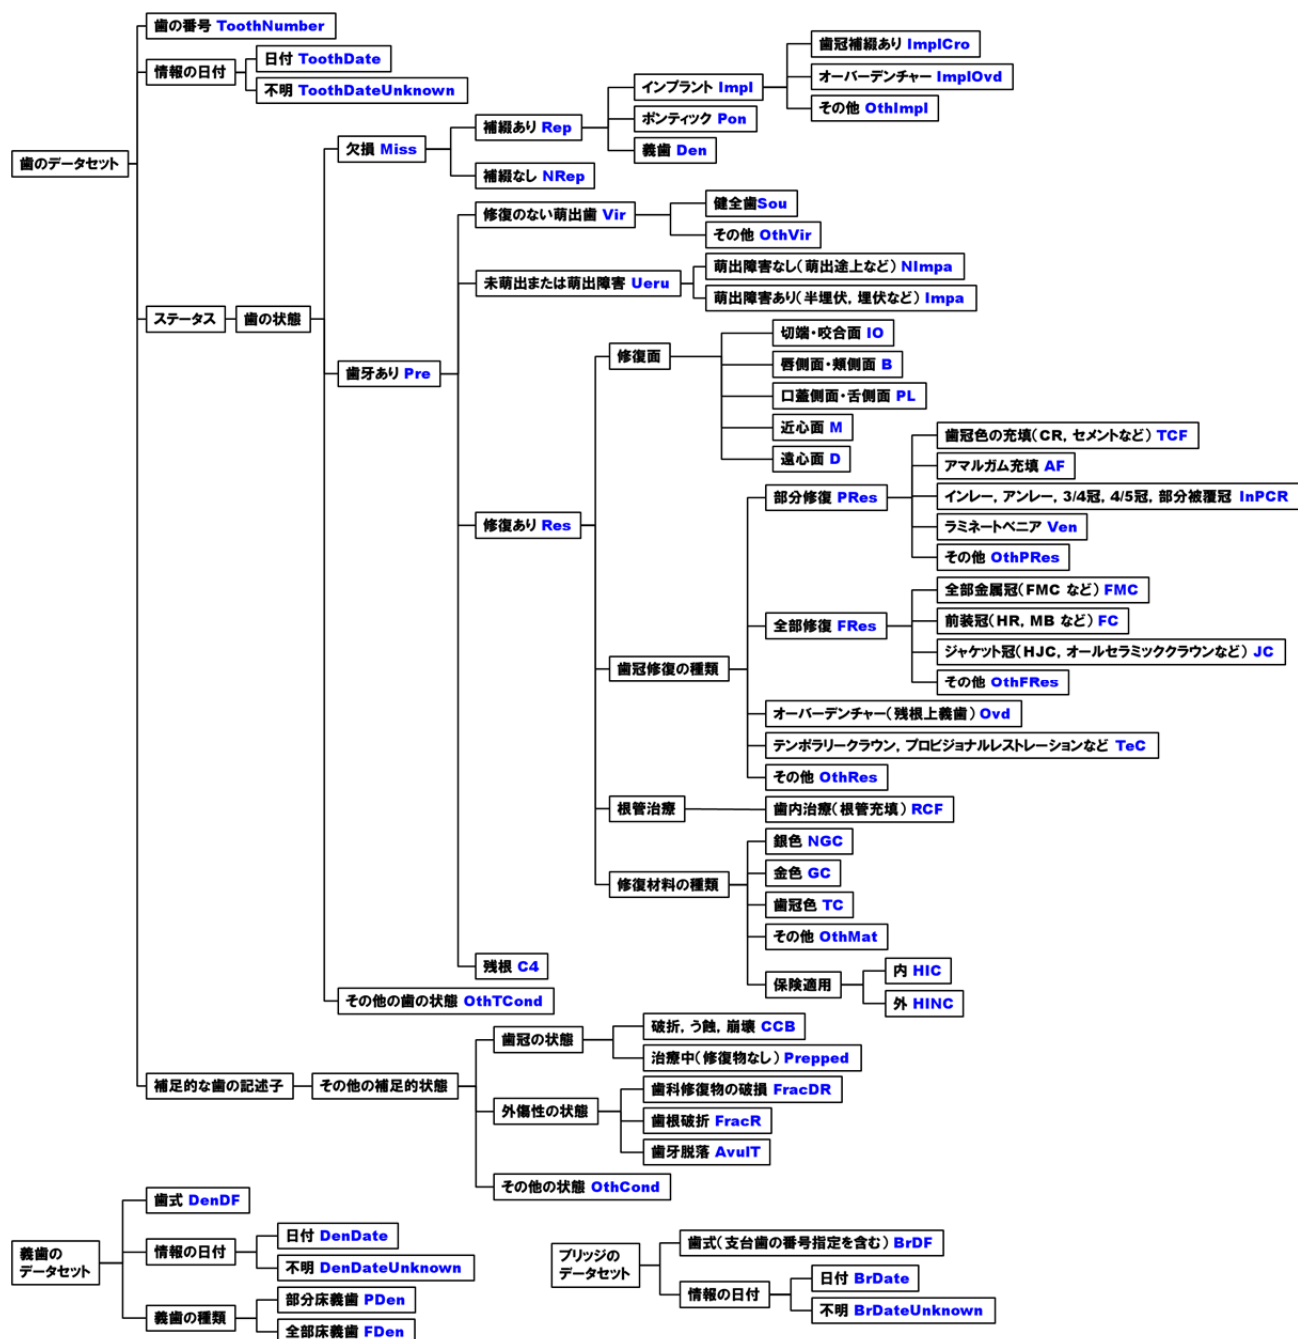 歯のデータセット
歯の番号 ToothNumber
情報の日付
日付 ToothDate
不明 ToothDateUnknown
ステータス
歯の状態
欠損 Miss
補綴あり Rep
インプラント Impl
歯冠補綴あり ImplCro
オーバーデンチャー ImplOvd
その他 OthImpl
ポンティック Pon
義歯 Den
補綴なし NRep
歯牙あり Pre
修復のない萌出歯 Vir
健全歯Sou
その他 OthVir
未萌出または萌出障害 Ueru
萌出障害なし（萌出途上など）NImpa
萌出障害あり（半埋伏，埋伏など）Impa
修復あり Res
修復面
切端・咬合面 IO
唇側面・頬側面 B
口蓋側面・舌側面 PL
近心面 M
遠心面 D
歯冠修復の種類
部分修復 PRes
歯冠色の充填（CR，セメントなど）TCF
アマルガム充填 AF
インレー，アンレー，3/4冠，4/5冠，部分被覆冠 InPCR
ラミネートベニア Ven
その他 OthPRes
全部修復 FRes
全部金属冠（FMC など）FMC
前装冠（HR，MB など）FC
ジャケット冠（HJC，オールセラミッククラウンなど）JC
その他 OthFRes
オーバーデンチャー（残根上義歯）Ovd
テンポラリークラウン，プロビジョナルレストレーションなど TeC
その他 OthRes
根管治療
歯内治療（根管充填）RCF
修復材料の種類
銀色 NGC
金色 GC
歯冠色 TC
その他 OthMat
保険適用
内 HIC
外 HINC
残根 C4
その他の歯の状態 OthTCond
補足的な歯の記述子
その他の補足的状態
歯冠の状態
破折，う蝕，崩壊 CCB
治療中（修復物なし）Prepped
外傷性の状態
歯科修復物の破損 FracDR
歯根破折 FracR
歯牙脱落 AvulT
その他の状態 OthCond
義歯の
データセット
歯式 DenDF
情報の日付
日付 DenDate
不明 DenDateUnknown
義歯の種類
部分床義歯 PDen
全部床義歯 FDen
ブリッジの
データセット
歯式（支台歯の番号指定を含む）BrDF
情報の日付
日付 BrDate
不明 BrDateUnknown